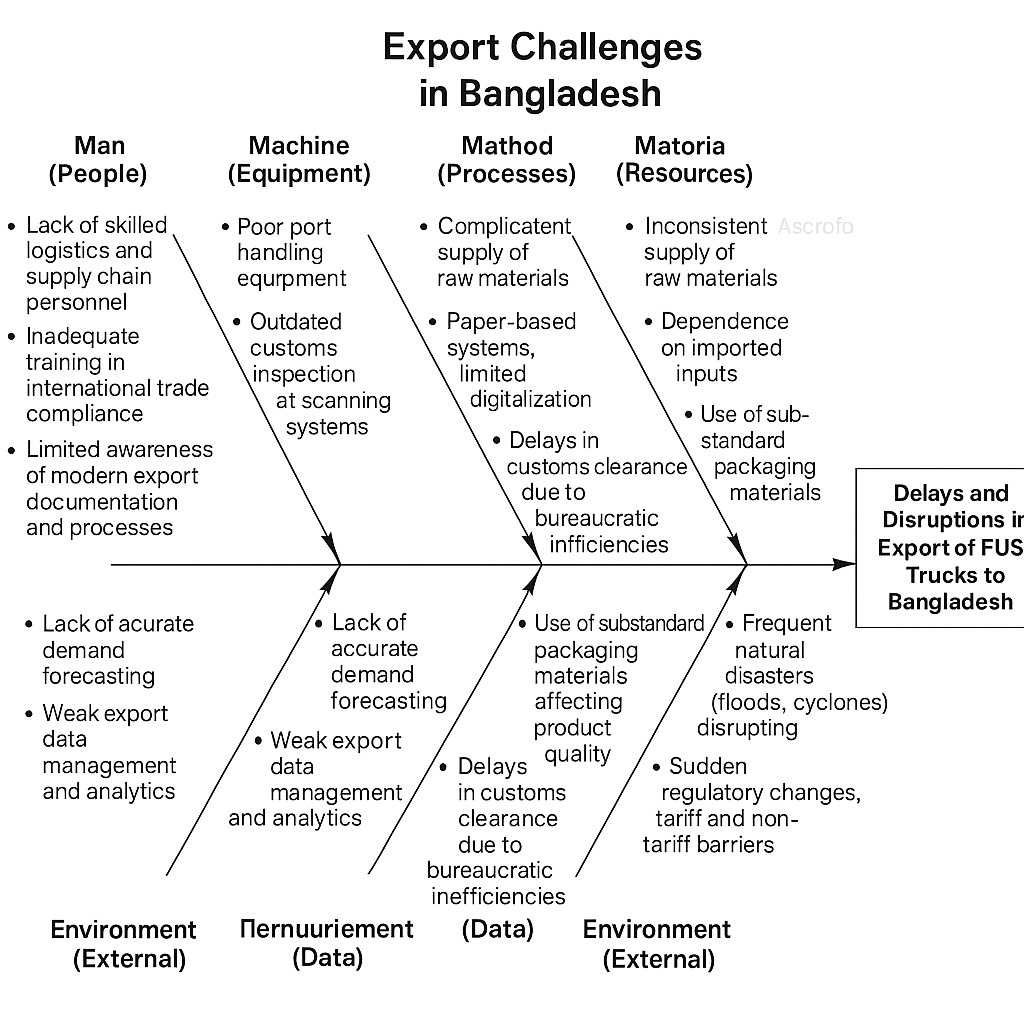 Export Challenges
in Bangladesh
Man
(People)
• Lack of skilled
logistics and
supply chain
personnel
• Inadequate
training in
international trade
compliance
• Limited awareness
of modern export
documentation
and processes
Machine
(Equipment)
• Poor port
handling
equrpment
• Outdated
customs
inspection
at scanning
systems
Mathod
(Processes)
• Complicatent
supply of
raw materials
• Paper-based
systems,
limited
digitalization
• Delays in
customs clearance
due to
bureaucratic
infficiencies
Matoria
(Resources)
• Inconsistent Ascrofo
supply of
raw materials
• Dependence
on imported
inputs
• Use of sub-
standard
packaging
materials
Delays and
Disruptions in
Export of FUS
Trucks to
Bangladesh
• Lack of acurate
demand
forecasting
• Weak export
data
management
and analytics
Environment
(External)
• Lack of
accurate
demand
forecasting
• Weak export
data
management
and analytics
Пernuuriement
(Data)
• Use of substandard
packaging
materials
affecting
product
quality
• Delays
in customs
clearance
due to
bureaucratic
inefficiencies
(Data)
• Frequent
natural
disasters
(floods, cyclones)
disrupting
• Sudden
regulatory changes,
tariff and non-
tariff barriers
Environment
(External)